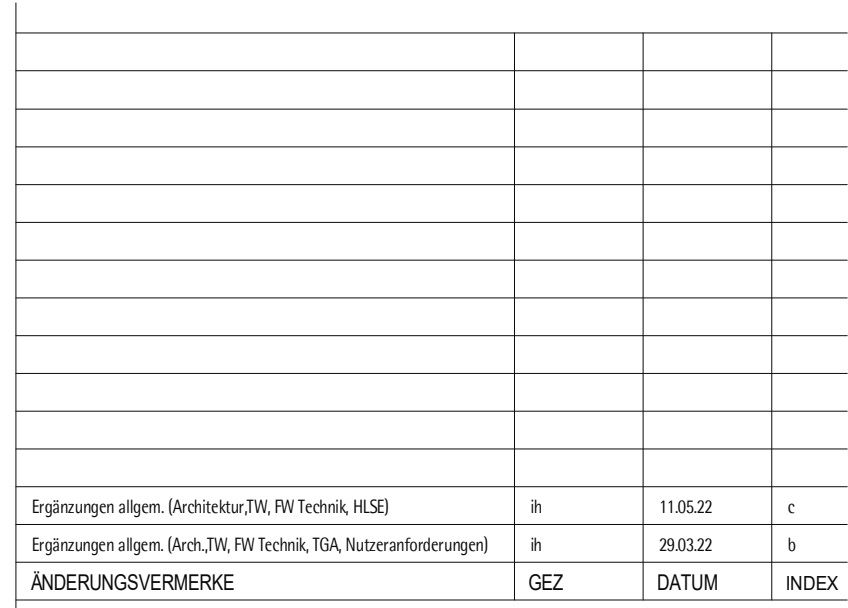 Ergänzungen allgem. (Architektur,TW, FW Technik, HLSE) ih 11.05.22 c
Ergänzungen allgem. (Arch.,TW, FW Technik, TGA, Nutzeranforderungen) ih 29.03.22 b
ÄNDERUNGSVERMERKE GEZ DATUM INDEX